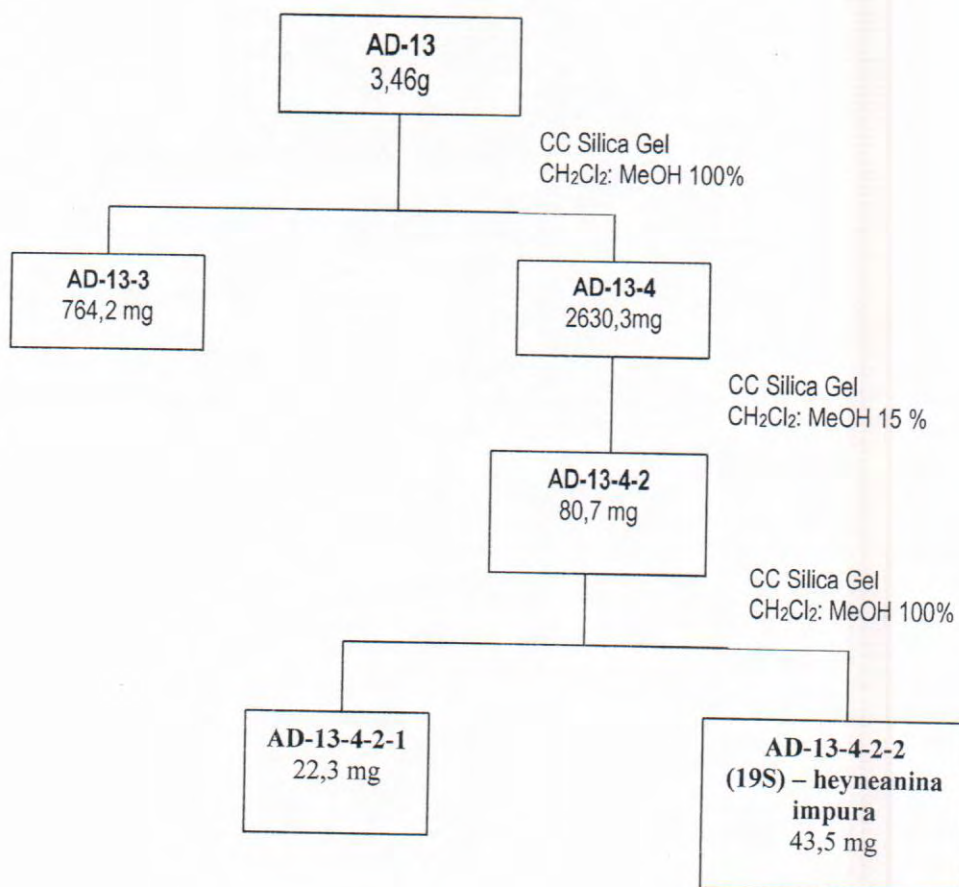 AD-13
3,46g
CC Silica Gel
CH₂Cl₂: MeOH 100%
AD-13-3
764,2 mg
AD-13-4
2630,3mg
CC Silica Gel
CH₂Cl₂: MeOH 15 %
AD-13-4-2
80,7 mg
CC Silica Gel
CH₂Cl₂: MeOH 100%
AD-13-4-2-1
22,3 mg
AD-13-4-2-2
(19S) – heyneanina
impura
43,5 mg